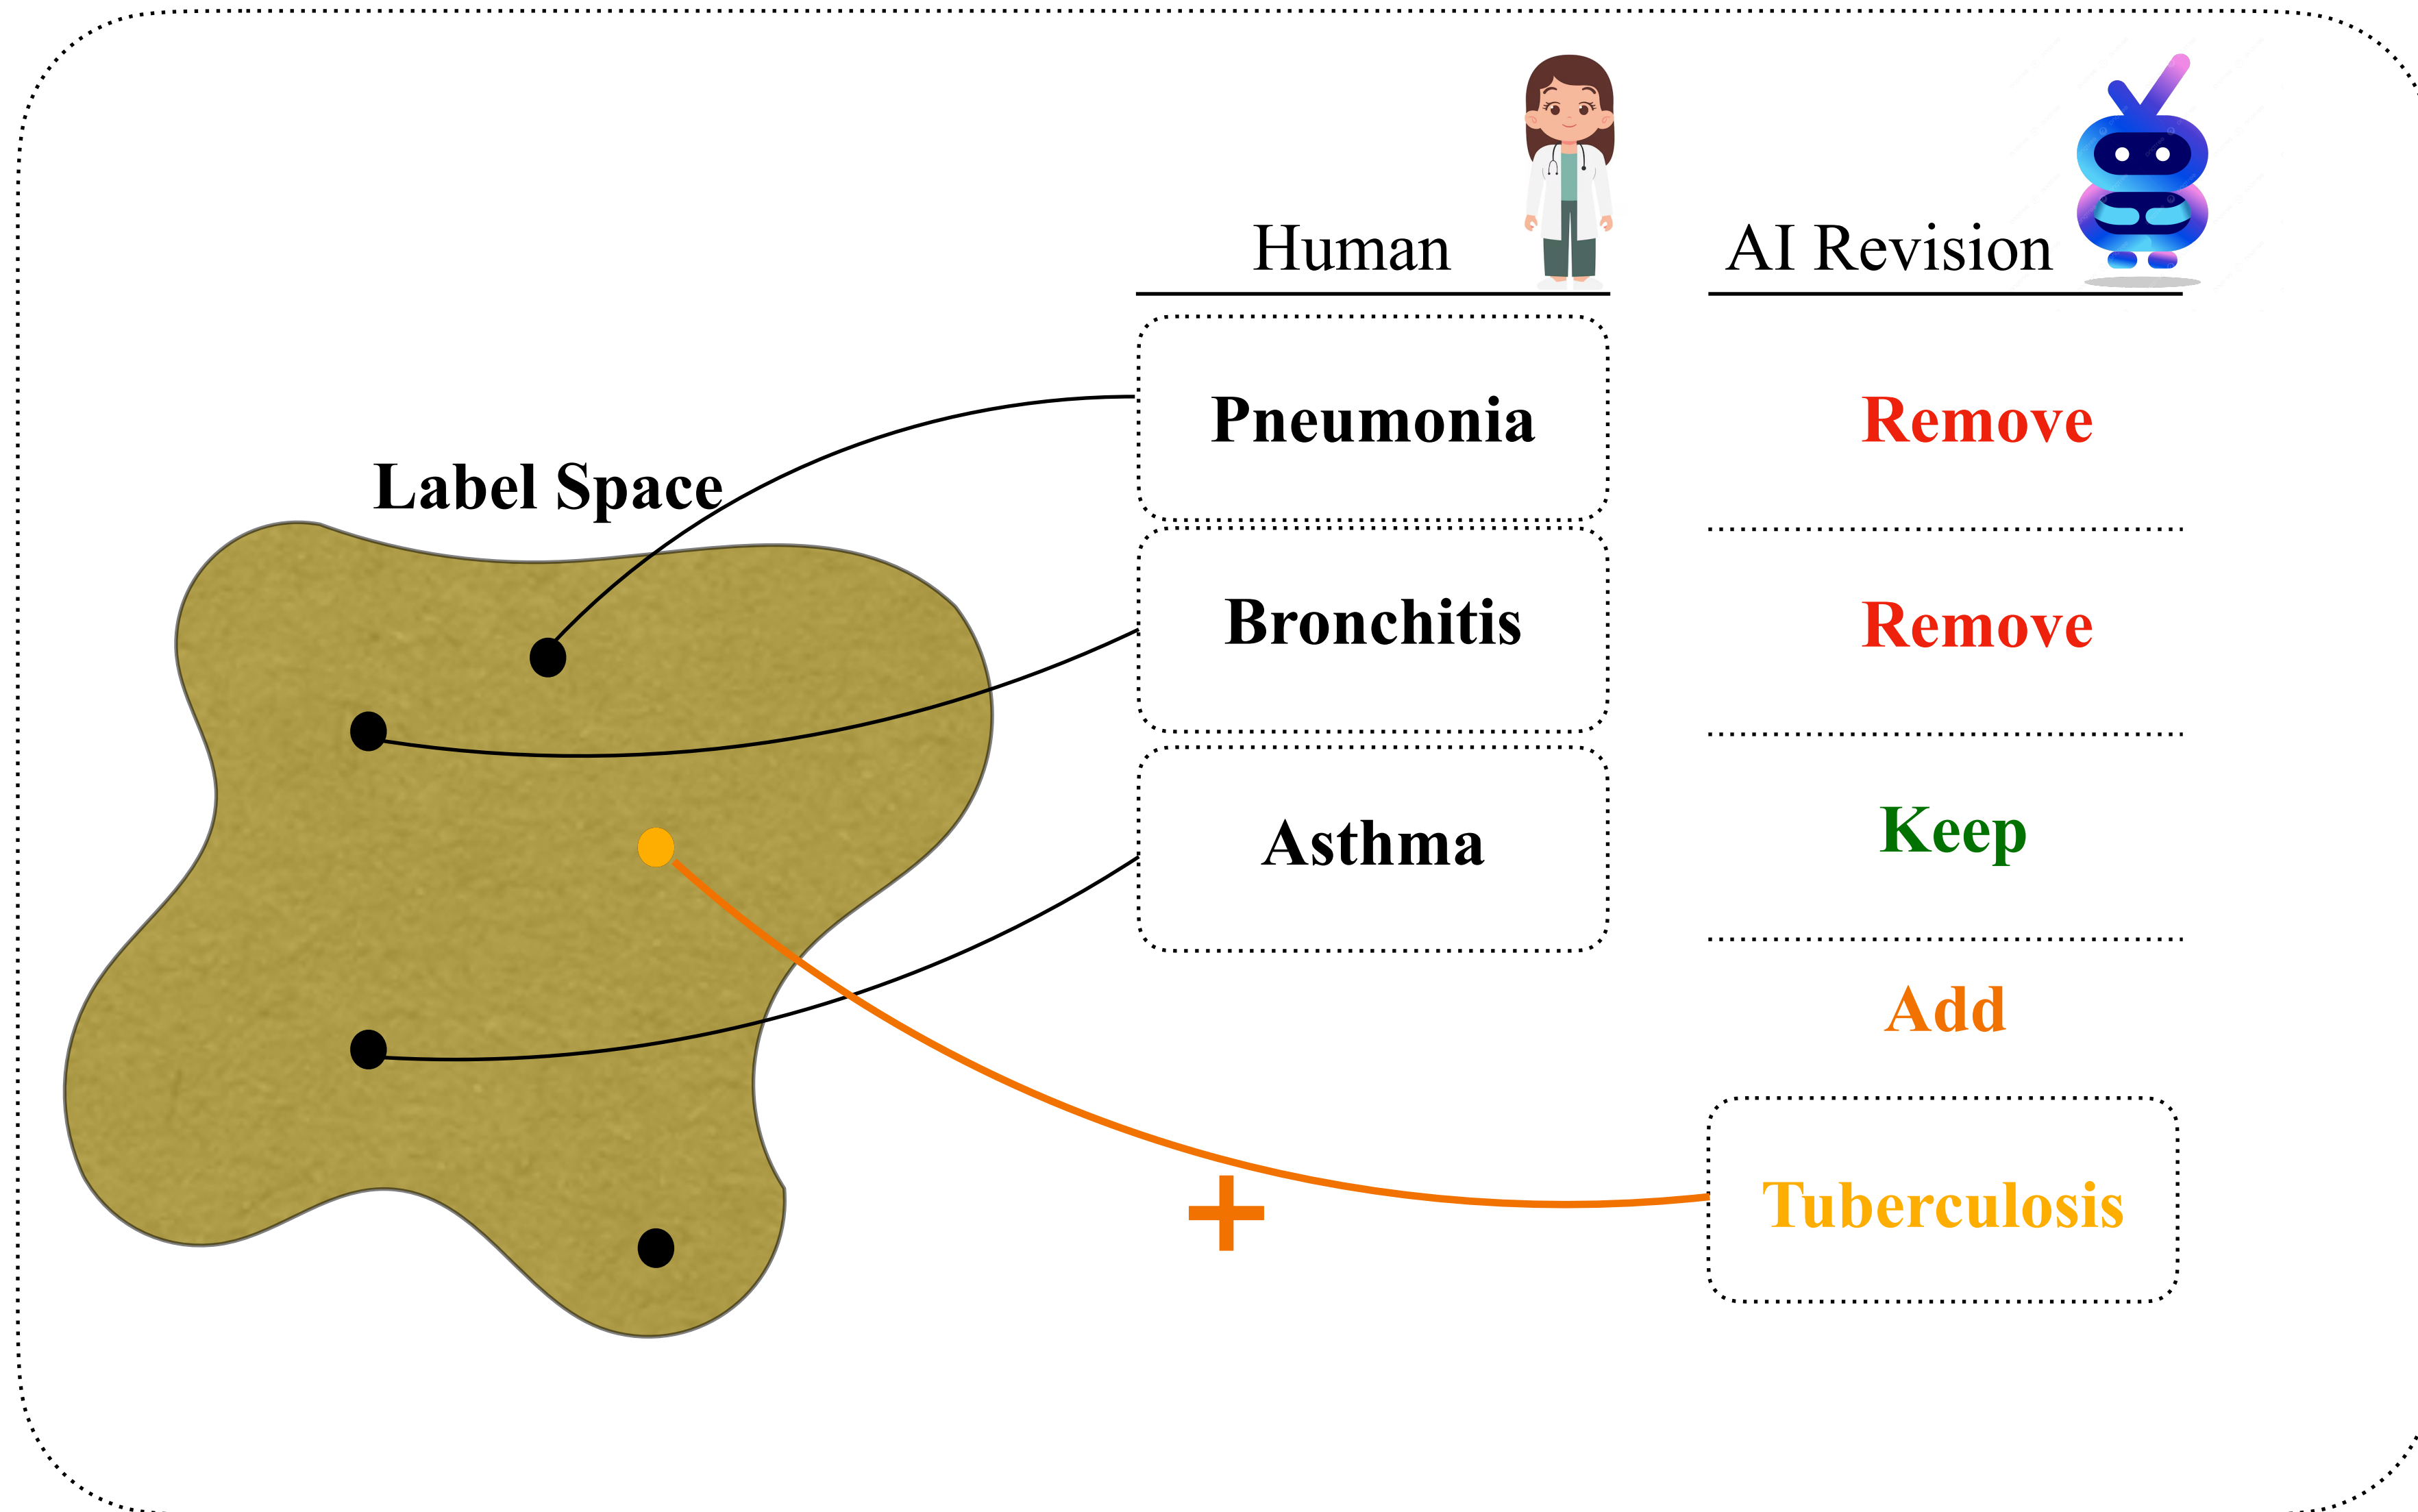 Human
AI Revision
Label Space
Pneumonia
Remove
Bronchitis
Remove
Asthma
Keep
Add
+
Tuberculosis